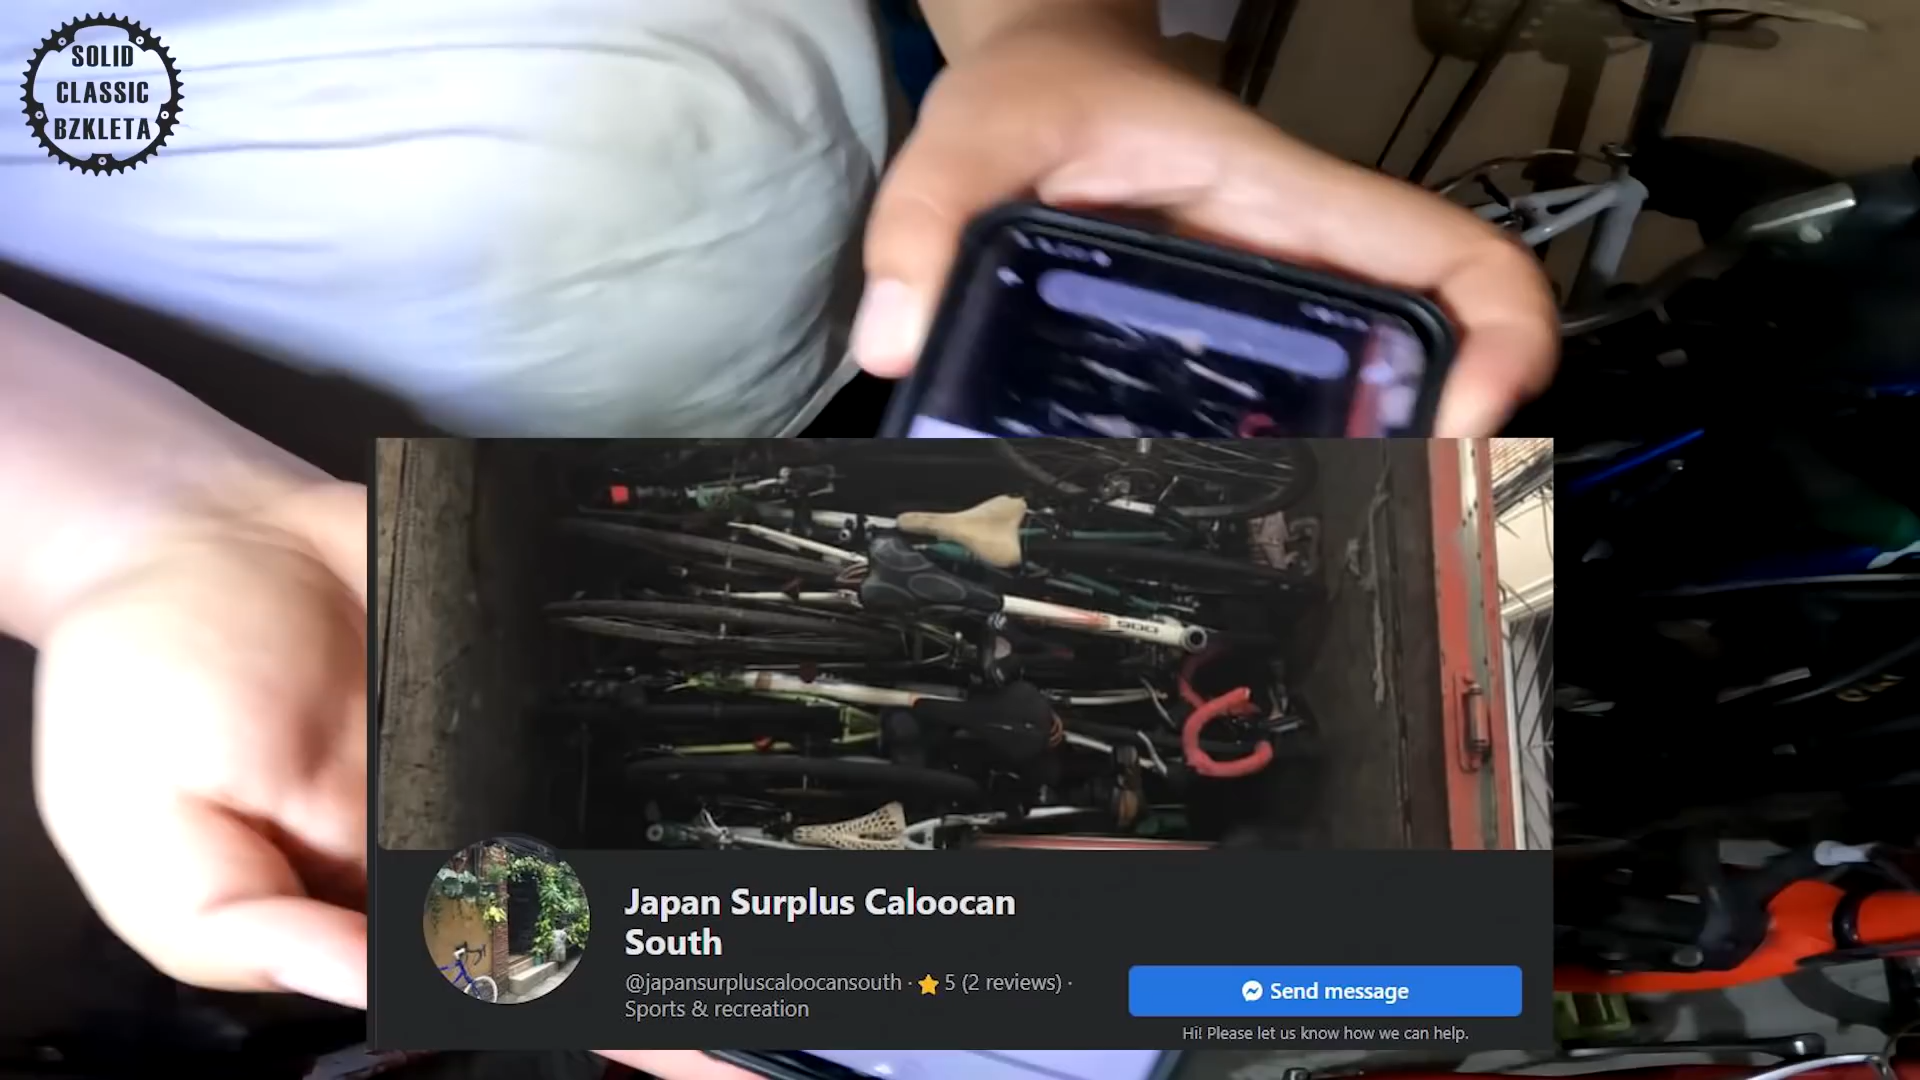 SOLID
CLASSIC
BZKLETA
900
Japan Surplus Caloocan
South
@japansurpluscaloocansouth · ⭐ 5 (2 reviews) ·
Sports & recreation
Send message
Hi! Please let us know how we can help.